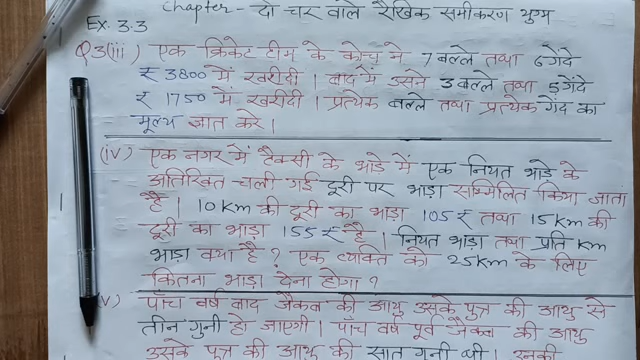 Chapter - दो चर वाले रैखिक समीकरण युग्म
Ex. 3.3
Q3(iii) एक क्रिकेट टीम के कोच ने 7 बल्ले तथा 6 गेंदे
₹ 3800 में खरीदी । बाद में उसने 3 बल्ले तथा 5 गेंदे
₹ 1750 में खरीदी । प्रत्येक बल्ले तथा प्रत्येक गेंद का
मूल्य ज्ञात करे ।
(iv) एक नगर में टैक्सी के भाडे में एक नियत भाडे के
अतिरिक्त चली गई दूरी पर भाड़ा सम्मिलित किया जाता
है । 10 Km की दूरी का भाड़ा 105 ₹ तथा 15 Km की
दूरी का भाड़ा 155 ₹ है । नियत भाड़ा तथा प्रति Km
भाड़ा क्या है ? एक व्यक्ति को 25 Km के लिए
कितना भाड़ा देना होगा ?
v) पाँच वर्ष बाद जैकब की आयु उसके पुत्र की आयु से
तीन गुनी हो जाएगी । पाँच वर्ष पूर्व जैकब की आयु
उसके पुत्र की आयु की सात गुनी थी । उनकी